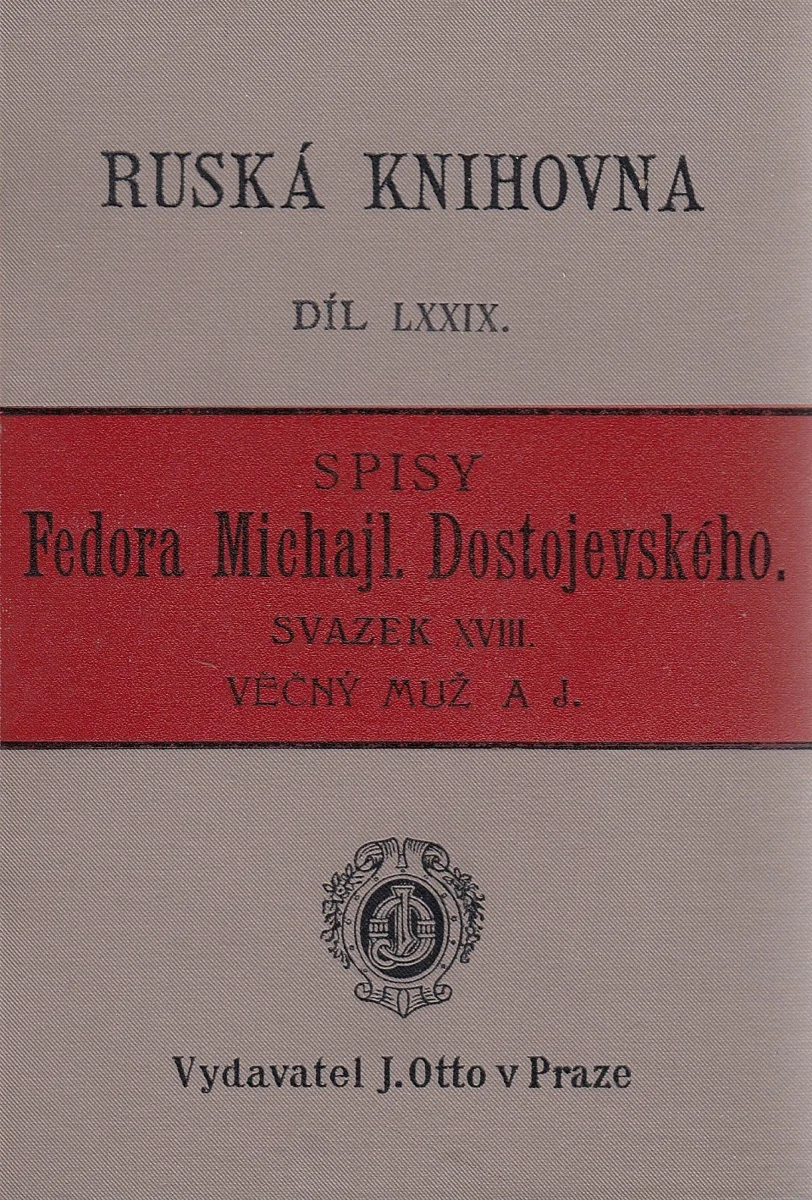 RUSKÁ KNIHOVNA
DÍL LXXIX.
SPISY
Fedora Michajl. Dostojevského.
SVAZEK XVIII.
VĚČNÝ MUŽ A J.
Vydavatel J. Otto v Praze